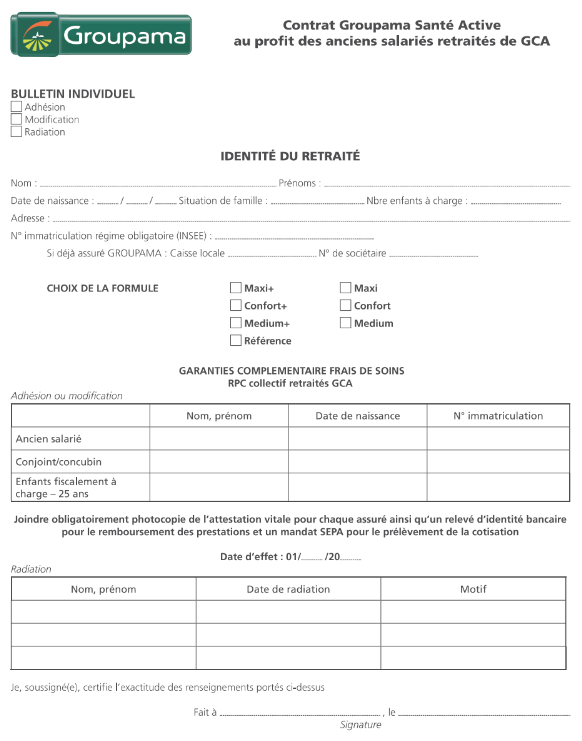 Groupama
Contrat Groupama Santé Active
au profit des anciens salariés retraités de GCA
BULLETIN INDIVIDUEL
Adhésion
Modification
Radiation
IDENTITÉ DU RETRAITÉ
Nom : Prénoms :
Date de naissance : / / Situation de famille : Nbre enfants à charge :
Adresse :
N° immatriculation régime obligatoire (INSEE) :
Si déjà assuré GROUPAMA : Caisse locale N° de sociétaire
CHOIX DE LA FORMULE Maxi+ Maxi
Confort+ Confort
Medium+ Medium
Référence
GARANTIES COMPLEMENTAIRE FRAIS DE SOINS
RPC collectif retraités GCA
Adhésion ou modification
Nom, prénom Date de naissance N° immatriculation
Ancien salarié
Conjoint/concubin
Enfants fiscalement à
charge – 25 ans
Joindre obligatoirement photocopie de l'attestation vitale pour chaque assuré ainsi qu'un relevé d'identité bancaire
pour le remboursement des prestations et un mandat SEPA pour le prélèvement de la cotisation
Date d'effet : 01/ /20
Radiation
Nom, prénom Date de radiation Motif
Je, soussigné(e), certifie l'exactitude des renseignements portés ci-dessus
Fait à , le
Signature